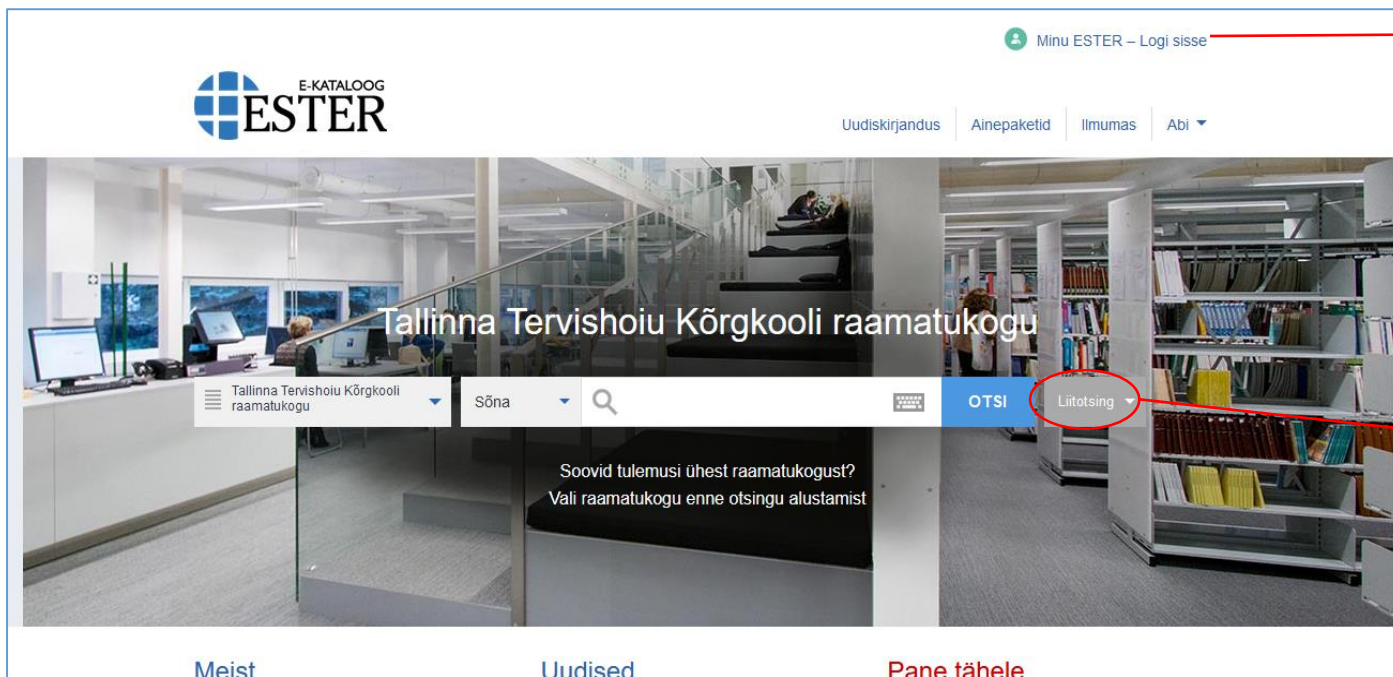 Minu ESTER – Logi sisse
E-KATALOOG
ESTER
Uudiskirjandus Ainepaketid Ilmumas Abi
Tallinna Tervishoiu Kõrgkooli raamatukogu
Tallinna Tervishoiu Kõrgkooli
raamatukogu
Sõna
OTSI
Liitotsing
Soovid tulemusi ühest raamatukogust?
Vali raamatukogu enne otsingu alustamist
Meist Uudised Pane tähele